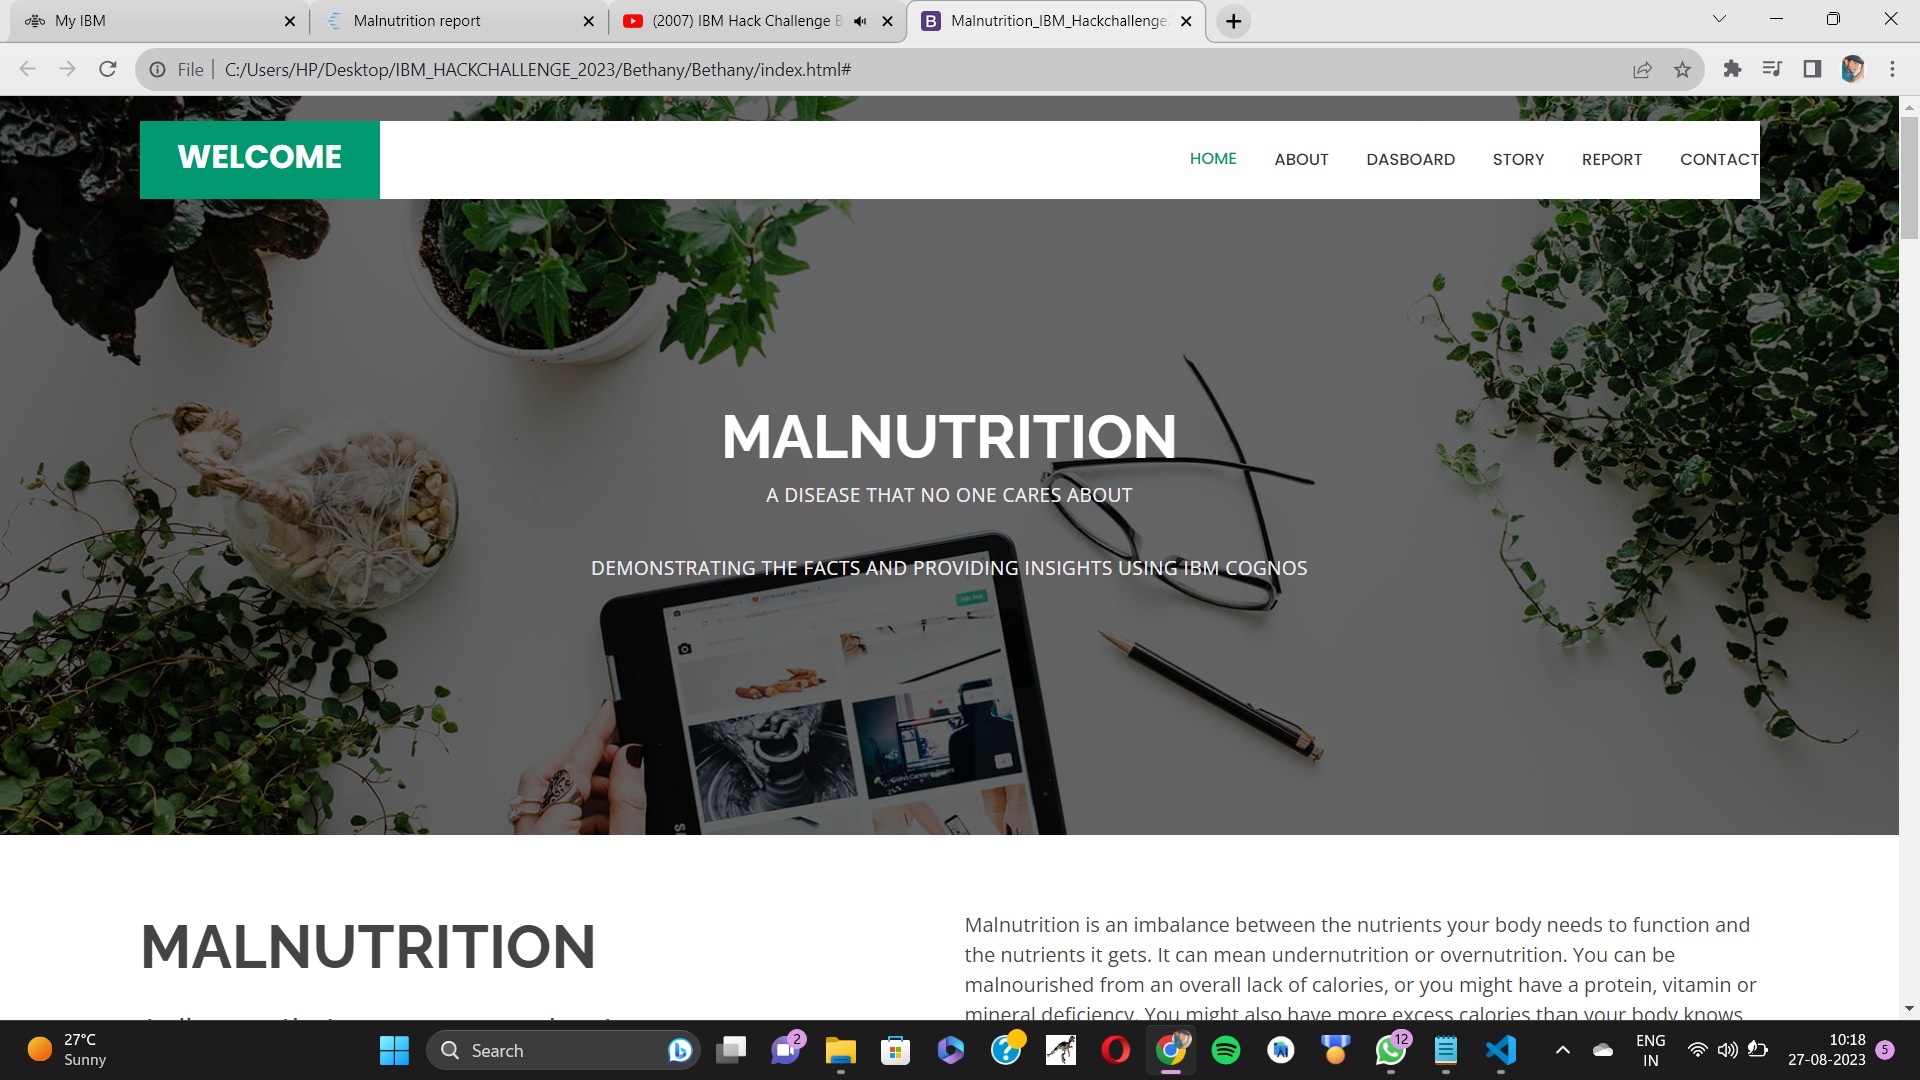 My IBM
Malnutrition report
(2007) IBM Hack Challenge B
Malnutrition_IBM_Hackchallenge
File
C:/Users/HP/Desktop/IBM_HACKCHALLENGE_2023/Bethany/Bethany/index.html#
WELCOME
HOME
ABOUT
DASBOARD
STORY
REPORT
CONTACT
MALNUTRITION
A DISEASE THAT NO ONE CARES ABOUT
DEMONSTRATING THE FACTS AND PROVIDING INSIGHTS USING IBM COGNOS
MALNUTRITION
Malnutrition is an imbalance between the nutrients your body needs to function and
the nutrients it gets. It can mean undernutrition or overnutrition. You can be
malnourished from an overall lack of calories, or you might have a protein, vitamin or
mineral deficiency. You might also have more excess calories than your body knows
27°C
Sunny
Search
2
12
ENG
IN
10:18
27-08-2023
5